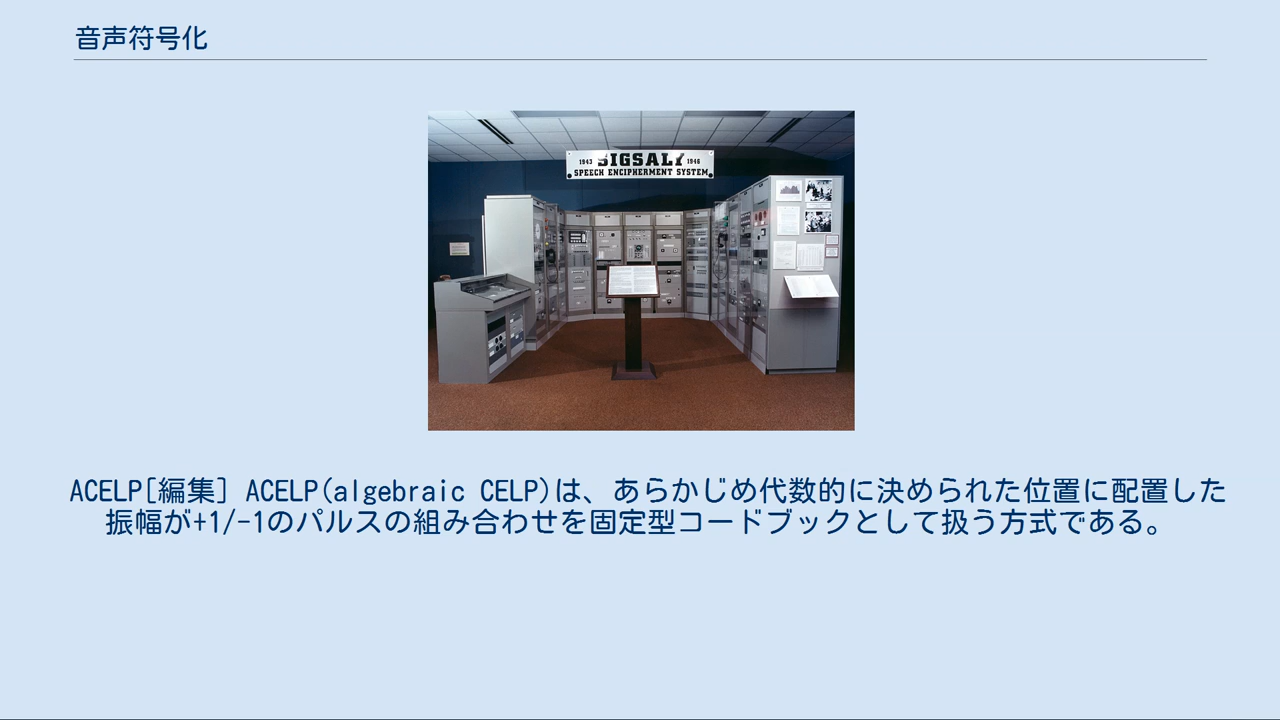 音声符号化
1943 SIGSALY 1946
SPEECH ENCIPHERMENT SYSTEM
ACELP[編集] ACELP(algebraic CELP)は、あらかじめ代数的に決められた位置に配置した
振幅が+1/-1のパルスの組み合わせを固定型コードブックとして扱う方式である。